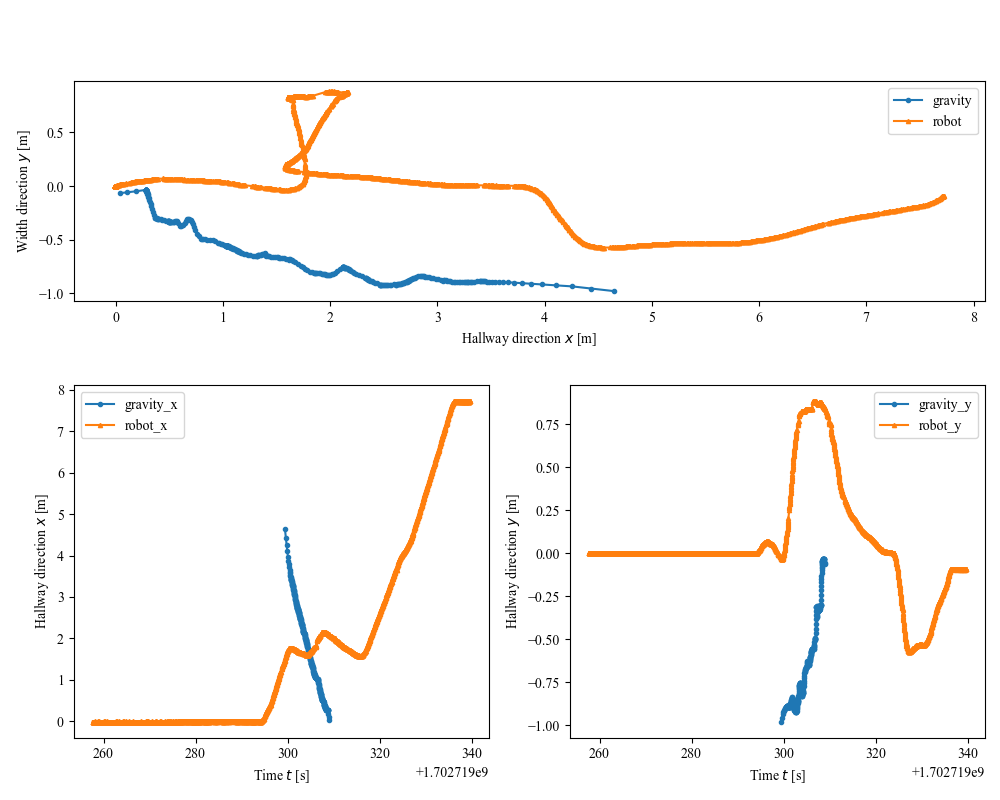 gravity
robot
0.5
0.0
−0.5
−1.0
Width direction y [m]
0 1 2 3 4 5 6 7 8
Hallway direction x [m]
gravity_x
robot_x
8
7
6
5
4
3
2
1
0
Hallway direction x [m]
260 280 300 320 340
Time t [s]
+1.702719e9
gravity_y
robot_y
0.75
0.50
0.25
0.00
−0.25
−0.50
−0.75
−1.00
Hallway direction y [m]
260 280 300 320 340
Time t [s]
+1.702719e9